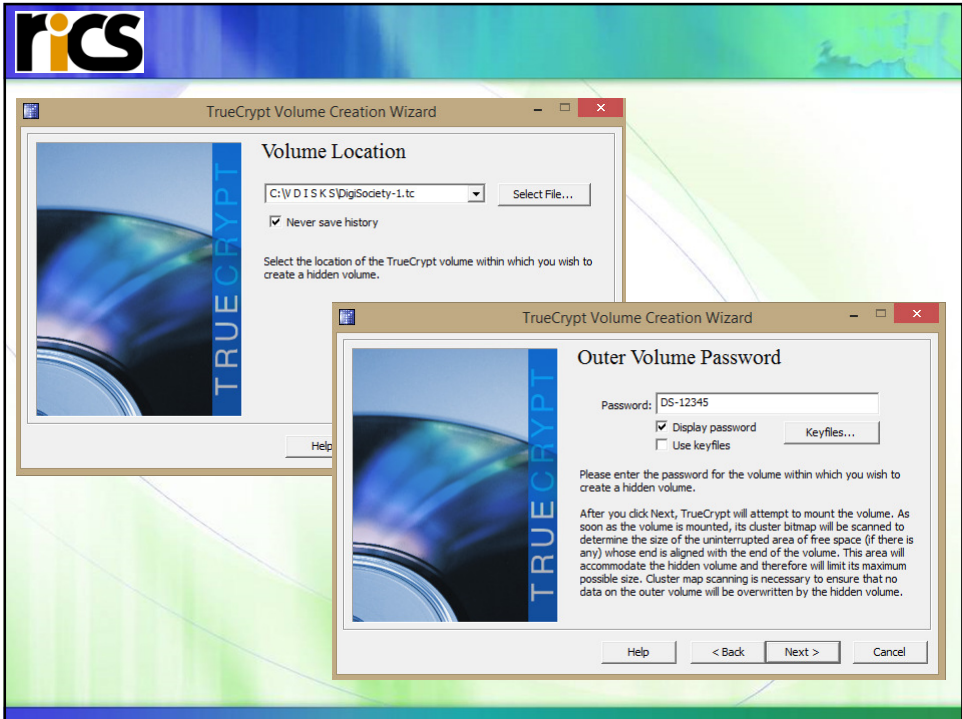 rics
TrueCrypt Volume Creation Wizard
TRUECRYPT
Volume Location
C:\V D I S K S\DigiSociety-1.tc
Select File...
Never save history
Select the location of the TrueCrypt volume within which you wish to
create a hidden volume.
Help
TrueCrypt Volume Creation Wizard
TRUECRYPT
Outer Volume Password
Password: DS-12345
Display password
Keyfiles...
Use keyfiles
Please enter the password for the volume within which you wish to
create a hidden volume.
After you click Next, TrueCrypt will attempt to mount the volume. As
soon as the volume is mounted, its cluster bitmap will be scanned to
determine the size of the uninterrupted area of free space (if there is
any) whose end is aligned with the end of the volume. This area will
accommodate the hidden volume and therefore will limit its maximum
possible size. Cluster map scanning is necessary to ensure that no
data on the outer volume will be overwritten by the hidden volume.
Help
< Back
Next >
Cancel